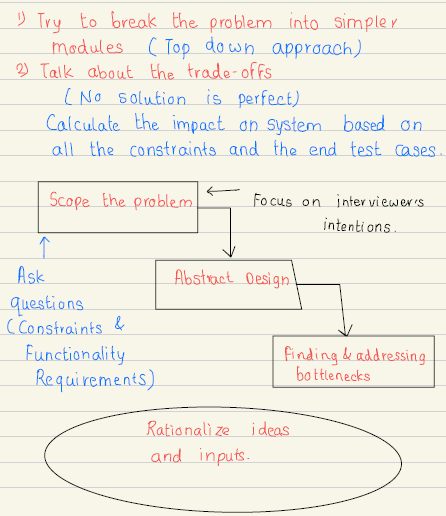 1) Try to break the problem into simpler
modules (Top down approach)
2) Talk about the trade-offs
(No solution is perfect)
Calculate the impact on system based on
all the constraints and the end test cases.
Scope the problem
Focus on interviewer's
intentions.
Ask
questions
(Constraints &
Functionality
Requirements)
Abstract Design
Finding & addressing
bottlenecks
Rationalize ideas
and inputs.